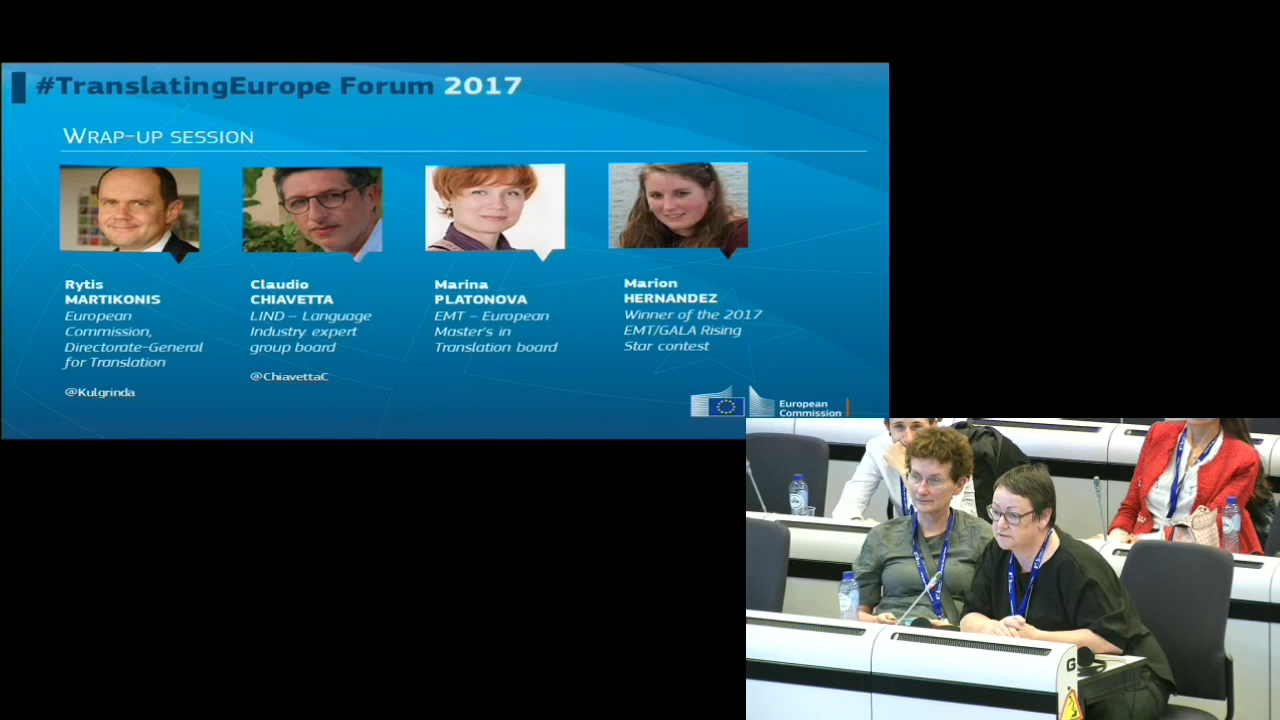 #TranslatingEurope Forum 2017
WRAP-UP SESSION
Rytis
MARTIKONIS
European
Commission,
Directorate-General
for Translation
@Kulgrinda
Claudio
CHIAVETTA
LIND – Language
Industry expert
group board
@ChiavettaC
Marina
PLATONOVA
EMT – European
Master's in
Translation board
Marion
HERNANDEZ
Winner of the 2017
EMT/GALA Rising
Star contest
European
Commission
G